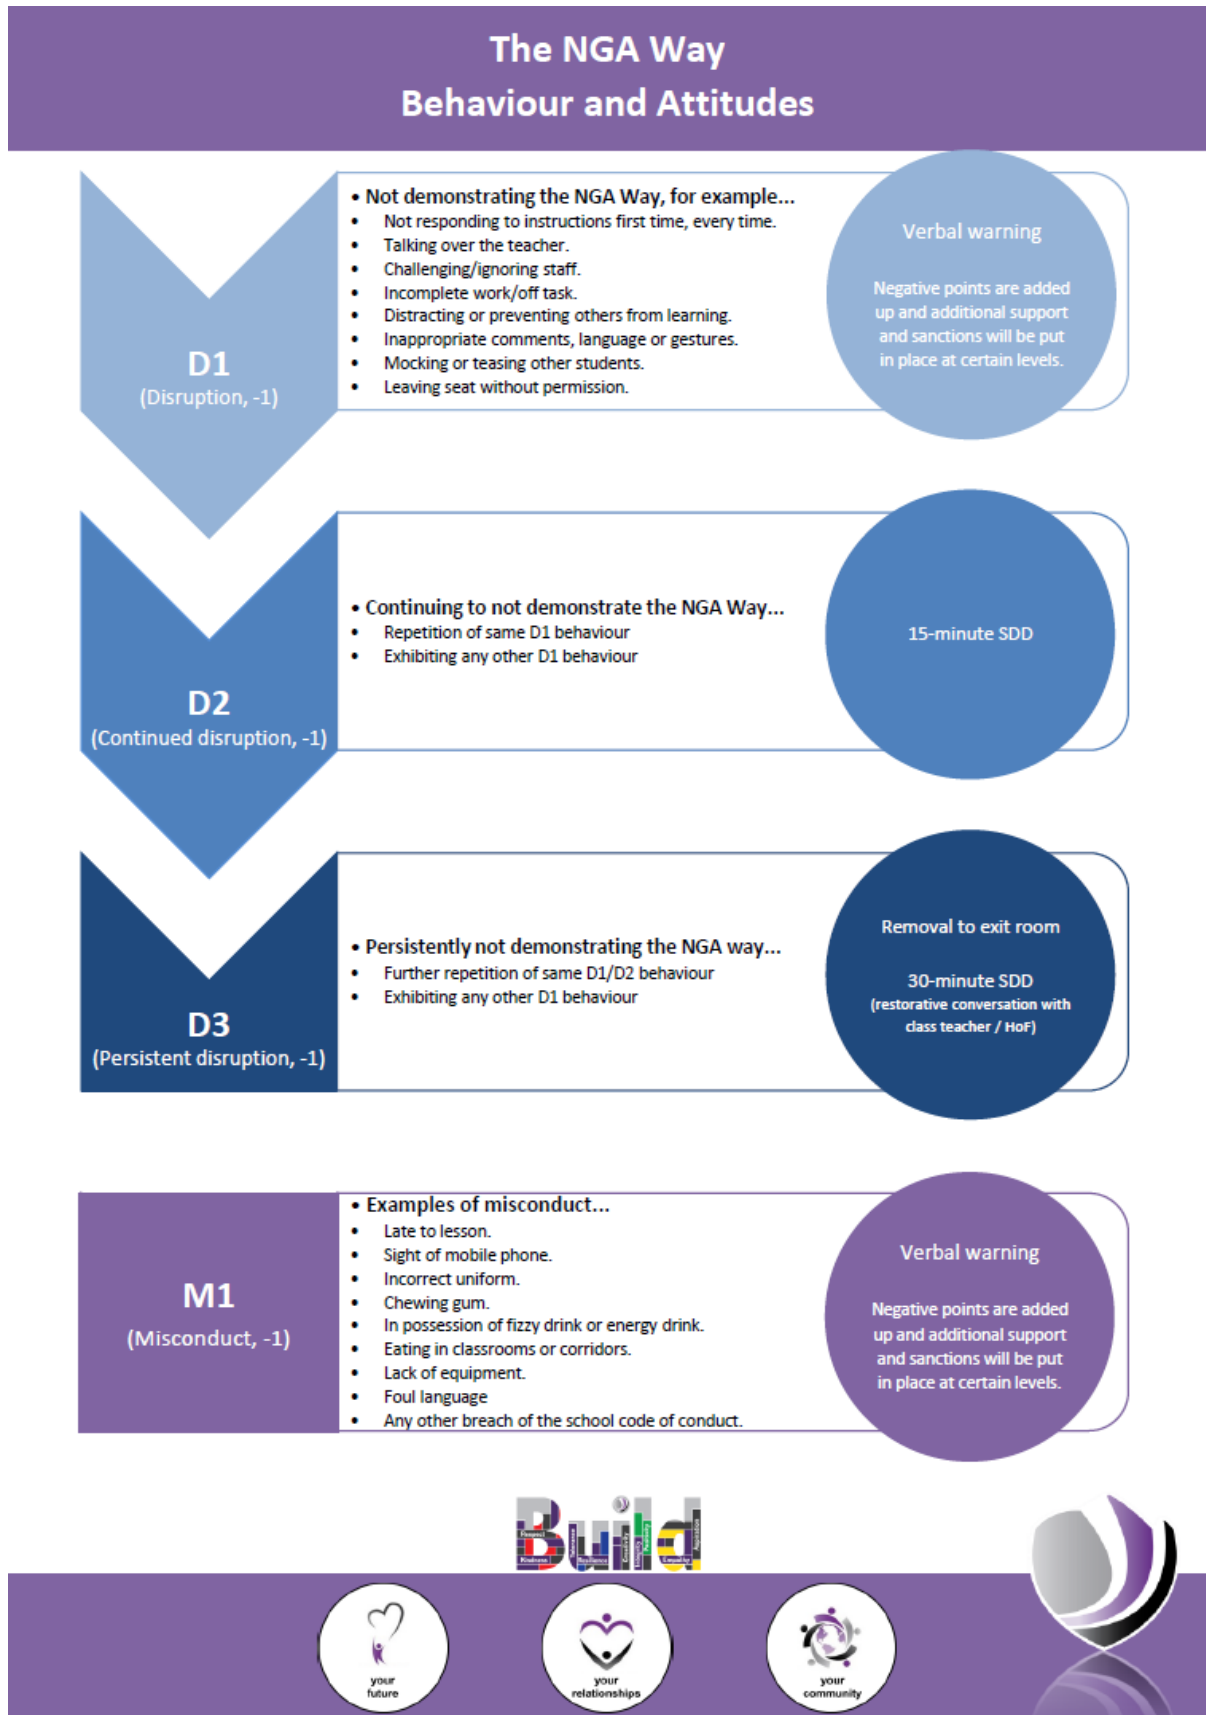 The NGA Way
Behaviour and Attitudes
D1
(Disruption, -1)
• Not demonstrating the NGA Way, for example...
• Not responding to instructions first time, every time.
• Talking over the teacher.
• Challenging/ignoring staff.
• Incomplete work/off task.
• Distracting or preventing others from learning.
• Inappropriate comments, language or gestures.
• Mocking or teasing other students.
• Leaving seat without permission.
Verbal warning
Negative points are added
up and additional support
and sanctions will be put
in place at certain levels.
D2
(Continued disruption, -1)
• Continuing to not demonstrate the NGA Way...
• Repetition of same D1 behaviour
• Exhibiting any other D1 behaviour
15-minute SDD
D3
(Persistent disruption, -1)
• Persistently not demonstrating the NGA way...
• Further repetition of same D1/D2 behaviour
• Exhibiting any other D1 behaviour
Removal to exit room
30-minute SDD
(restorative conversation with
class teacher / HoF)
M1
(Misconduct, -1)
• Examples of misconduct...
• Late to lesson.
• Sight of mobile phone.
• Incorrect uniform.
• Chewing gum.
• In possession of fizzy drink or energy drink.
• Eating in classrooms or corridors.
• Lack of equipment.
• Foul language
• Any other breach of the school code of conduct.
Verbal warning
Negative points are added
up and additional support
and sanctions will be put
in place at certain levels.
Build
Respect
Kindness
Tolerance
Resilience
Creativity
Integrity
Positivity
Empathy
Aspiration
your
future
your
relationships
your
community